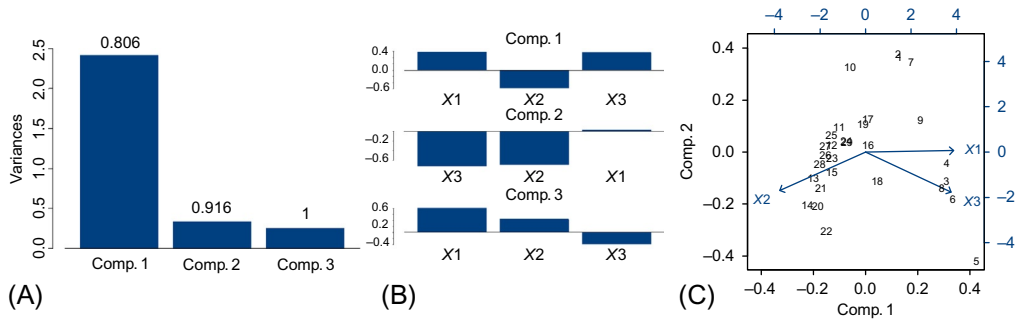 (A)
Variances
2.5
2.0
1.5
1.0
0.5
0.0
0.806
0.916
1
Comp. 1
Comp. 2
Comp. 3
(B)
Comp. 1
0.4
0.0
−0.6
X1
X2
X3
Comp. 2
−0.2
−0.6
X3
X2
X1
Comp. 3
0.6
0.2
−0.4
X1
X2
X3
(C)
−4
−2
0
2
4
Comp. 2
0.4
0.2
0.0
−0.2
−0.4
4
2
0
−2
−4
2
1
7
10
9
17
19
11
25
12
16
27
26
23
28
4
15
13
18
3
21
8
6
14
20
22
5
X1
X2
X3
−0.4
−0.2
0.0
0.2
0.4
Comp. 1